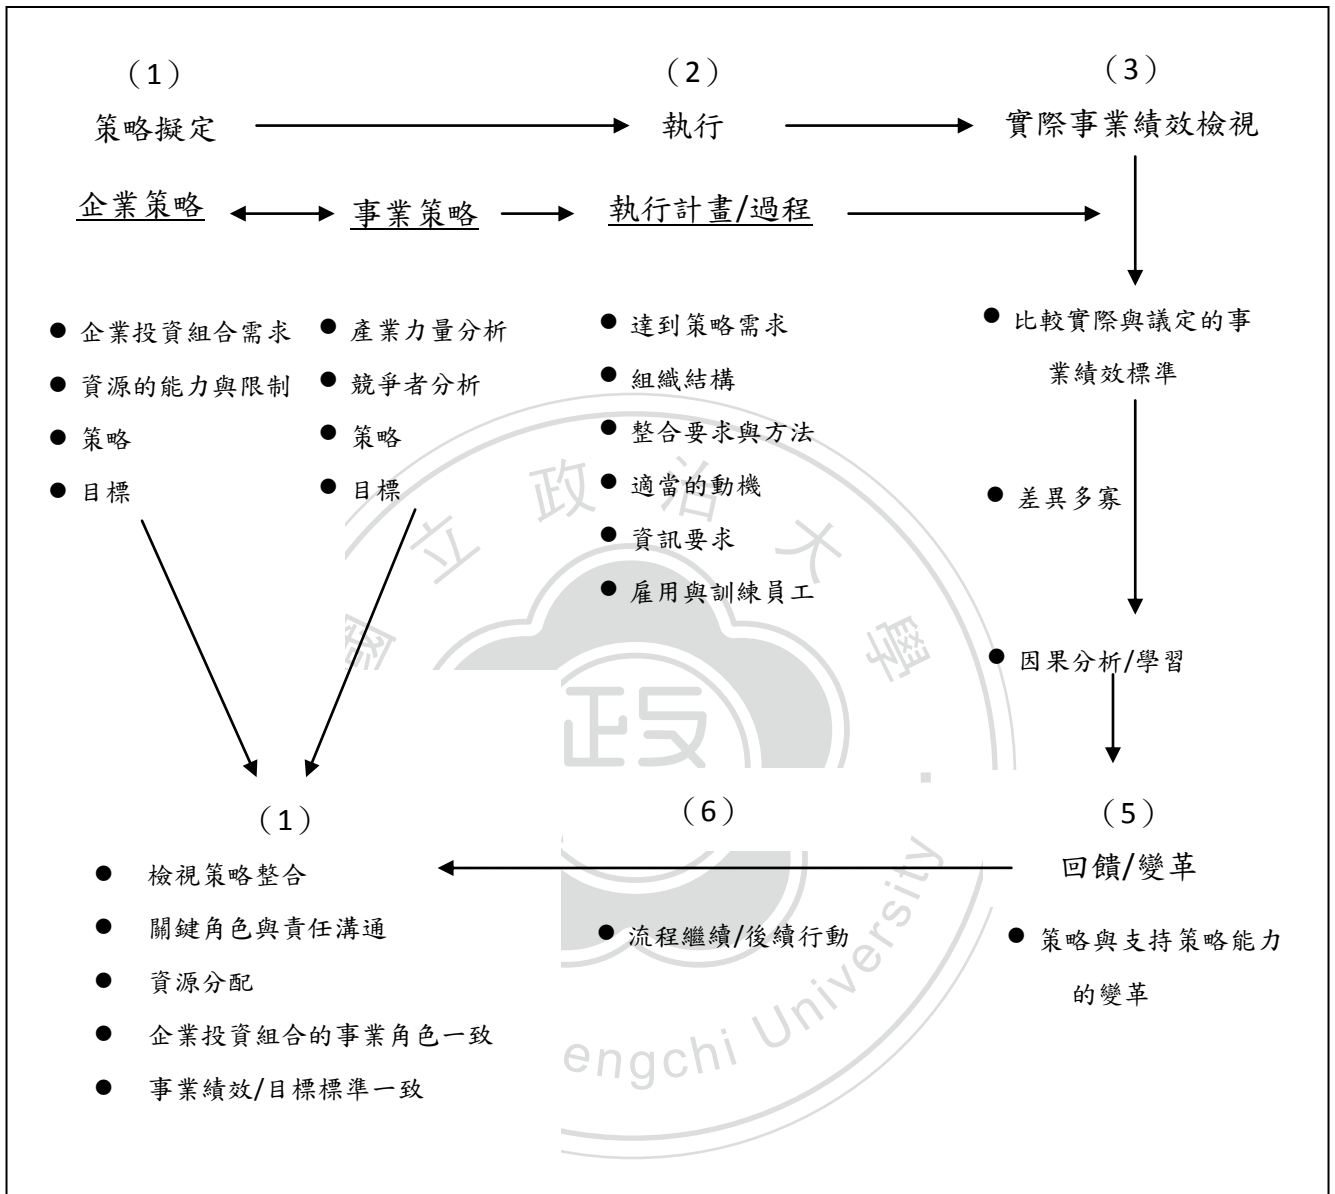 （1）
（2）
（3）
策略擬定
執行
實際事業績效檢視
企業策略
事業策略
執行計畫/過程
● 企業投資組合需求
● 資源的能力與限制
● 策略
● 目標
● 產業力量分析
● 競爭者分析
● 策略
● 目標
● 達到策略需求
● 組織結構
● 整合要求與方法
● 適當的動機
● 資訊要求
● 雇用與訓練員工
● 比較實際與議定的事
業績效標準
● 差異多寡
● 因果分析/學習
（1）
● 檢視策略整合
● 關鍵角色與責任溝通
● 資源分配
● 企業投資組合的事業角色一致
● 事業績效/目標標準一致
（6）
● 流程繼續/後續行動
（5）
回饋/變革
● 策略與支持策略能力
的變革
立政治大學
政
engchi University